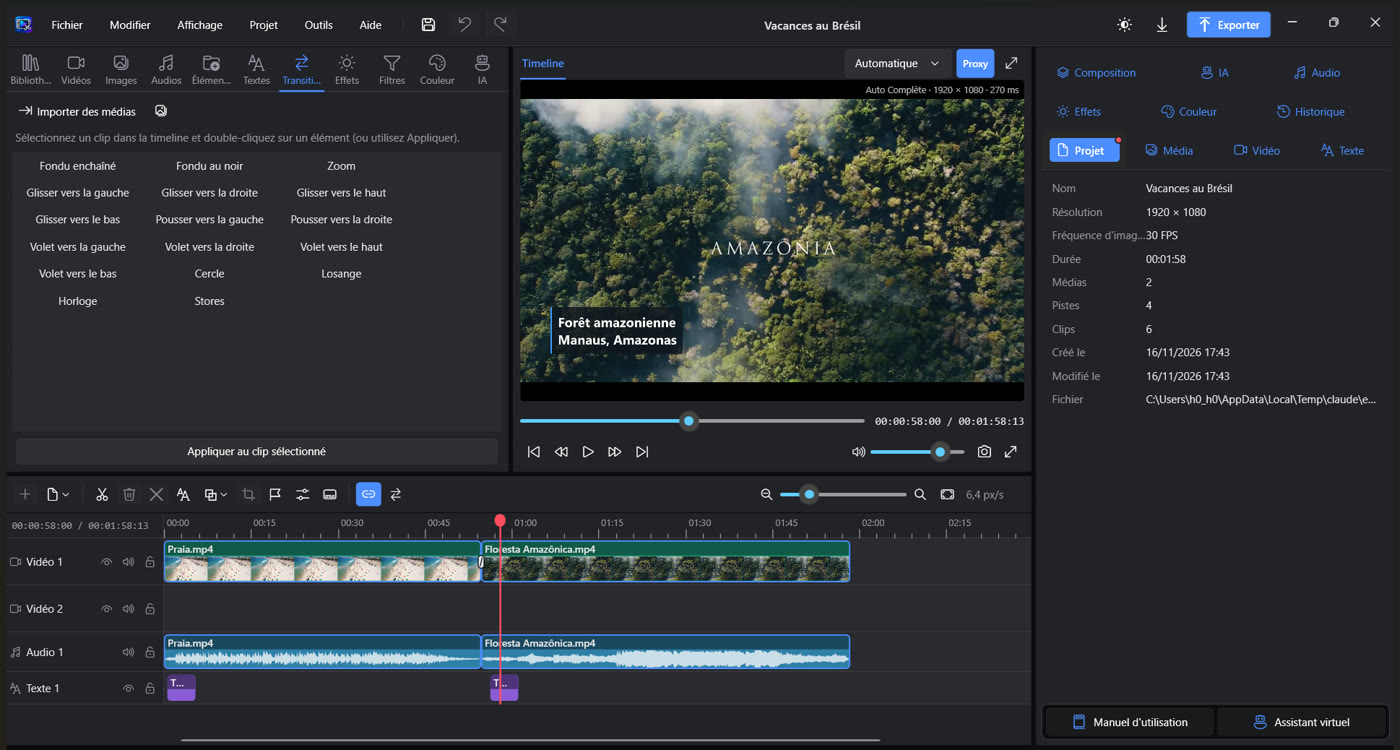 Fichier Modifier Affichage Projet Outils Aide
Vacances au Brésil
Exporter
Biblioth... Vidéos Images Audios Élémen... Textes Transiti... Effets Filtres Couleur IA
Importer des médias
Sélectionnez un clip dans la timeline et double-cliquez sur un élément (ou utilisez Appliquer).
Fondu enchaîné Fondu au noir Zoom
Glisser vers la gauche Glisser vers la droite Glisser vers le haut
Glisser vers le bas Pousser vers la gauche Pousser vers la droite
Volet vers la gauche Volet vers la droite Volet vers le haut
Volet vers le bas Cercle Losange
Horloge Stores
Appliquer au clip sélectionné
Timeline
Automatique
Proxy
Auto Complète · 1920 × 1080 · 270 ms
AMAZÔNIA
Forêt amazonienne
Manaus, Amazonas
00:00:58:00 / 00:01:58:13
Composition IA Audio
Effets Couleur Historique
Projet Média Vidéo Texte
Nom Vacances au Brésil
Résolution 1920 × 1080
Fréquence d'imag... 30 FPS
Durée 00:01:58
Médias 2
Pistes 4
Clips 6
Créé le 16/11/2026 17:43
Modifié le 16/11/2026 17:43
Fichier C:\Users\h0_h0\AppData\Local\Temp\claude\e...
6,4 px/s
00:00:58:00 / 00:01:58:13
00:00 00:15 00:30 00:45 01:00 01:15 01:30 01:45 02:00 02:15
Vidéo 1
Praia.mp4 Floresta Amazônica.mp4
Vidéo 2
Audio 1
Praia.mp4 Floresta Amazônica.mp4
Texte 1
T... T...
Manuel d'utilisation Assistant virtuel